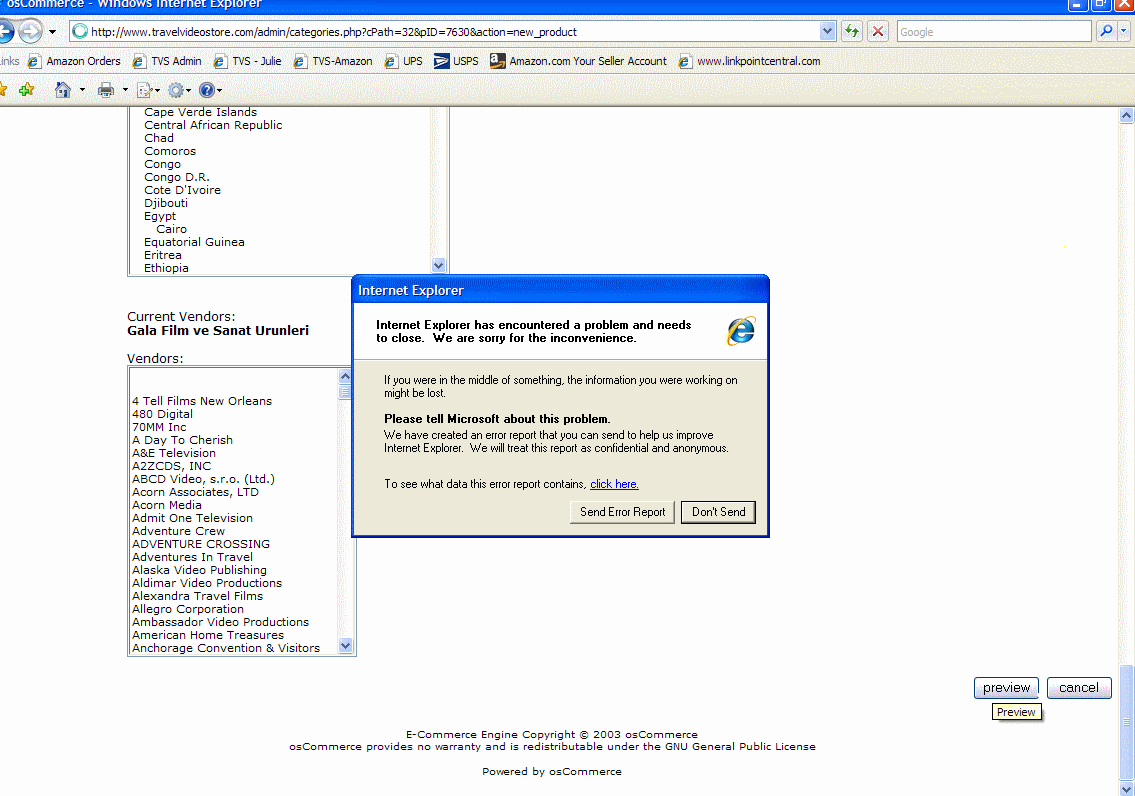 osCommerce - Windows Internet Explorer
http://www.travelvideostore.com/admin/categories.php?cPath=32&pID=7630&action=new_product
Google
inks Amazon Orders TVS Admin TVS - Julie TVS-Amazon UPS USPS Amazon.com Your Seller Account www.linkpointcentral.com
Cape Verde Islands
Central African Republic
Chad
Comoros
Congo
Congo D.R.
Cote D'Ivoire
Djibouti
Egypt
Cairo
Equatorial Guinea
Eritrea
Ethiopia
Current Vendors:
Gala Film ve Sanat Urunleri
Vendors:
4 Tell Films New Orleans
480 Digital
70MM Inc
A Day To Cherish
A&E Television
A2ZCDS, INC
ABCD Video, s.r.o. (Ltd.)
Acorn Associates, LTD
Acorn Media
Admit One Television
Adventure Crew
ADVENTURE CROSSING
Adventures In Travel
Alaska Video Publishing
Aldimar Video Productions
Alexandra Travel Films
Allegro Corporation
Ambassador Video Productions
American Home Treasures
Anchorage Convention & Visitors
Internet Explorer
Internet Explorer has encountered a problem and needs
to close. We are sorry for the inconvenience.
If you were in the middle of something, the information you were working on
might be lost.
Please tell Microsoft about this problem.
We have created an error report that you can send to help us improve
Internet Explorer. We will treat this report as confidential and anonymous.
To see what data this error report contains, click here.
Send Error Report Don't Send
preview cancel
Preview
E-Commerce Engine Copyright © 2003 osCommerce
osCommerce provides no warranty and is redistributable under the GNU General Public License
Powered by osCommerce